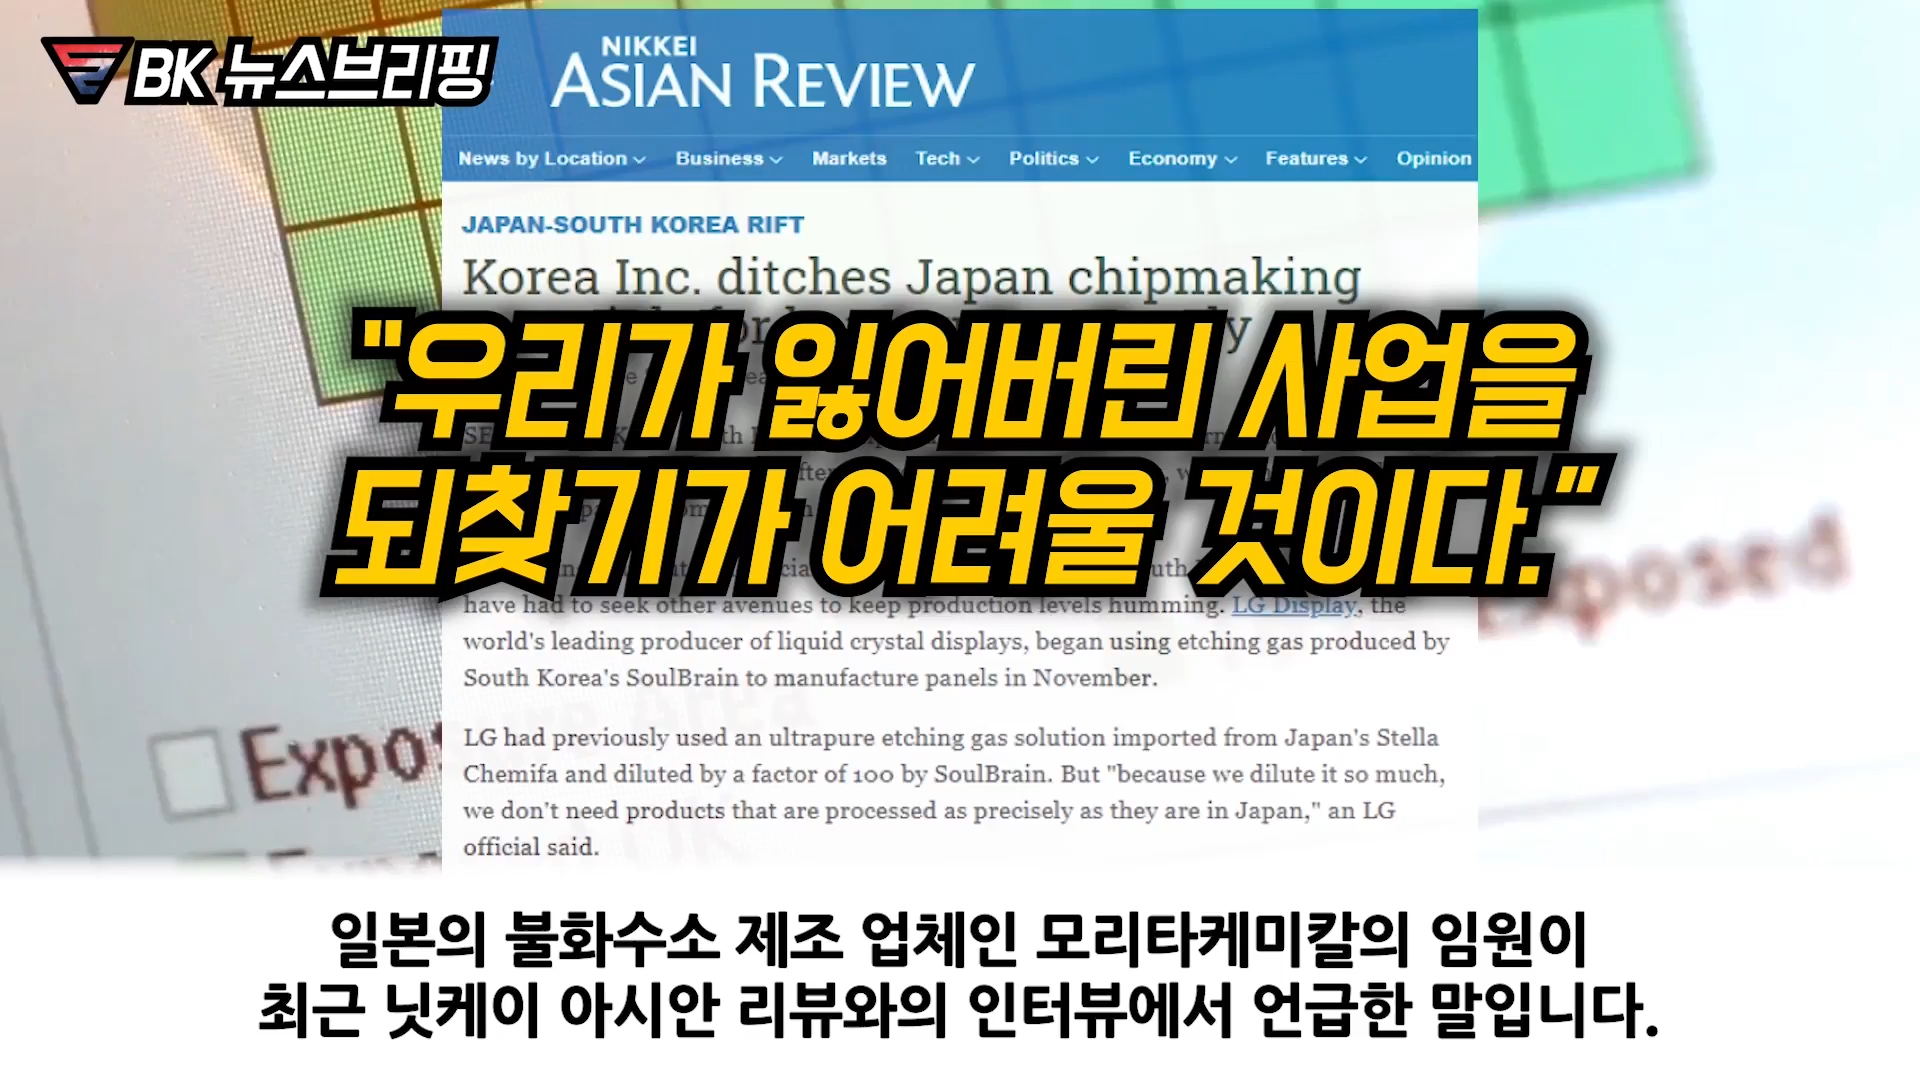 BK 뉴스브리핑
NIKKEI
ASIAN REVIEW
News by Location Business Markets Tech Politics Economy Features Opinion
JAPAN-SOUTH KOREA RIFT
Korea Inc. ditches Japan chipmaking
"우리가 잃어버린 사업을
되찾기가 어려울 것이다."
have had to seek other avenues to keep production levels humming. LG Display, the
world's leading producer of liquid crystal displays, began using etching gas produced by
South Korea's SoulBrain to manufacture panels in November.
Exposed
LG had previously used an ultrapure etching gas solution imported from Japan's Stella
Chemifa and diluted by a factor of 100 by SoulBrain. But "because we dilute it so much,
we don't need products that are processed as precisely as they are in Japan," an LG
official said.
일본의 불화수소 제조 업체인 모리타케미칼의 임원이
최근 닛케이 아시안 리뷰와의 인터뷰에서 언급한 말입니다.